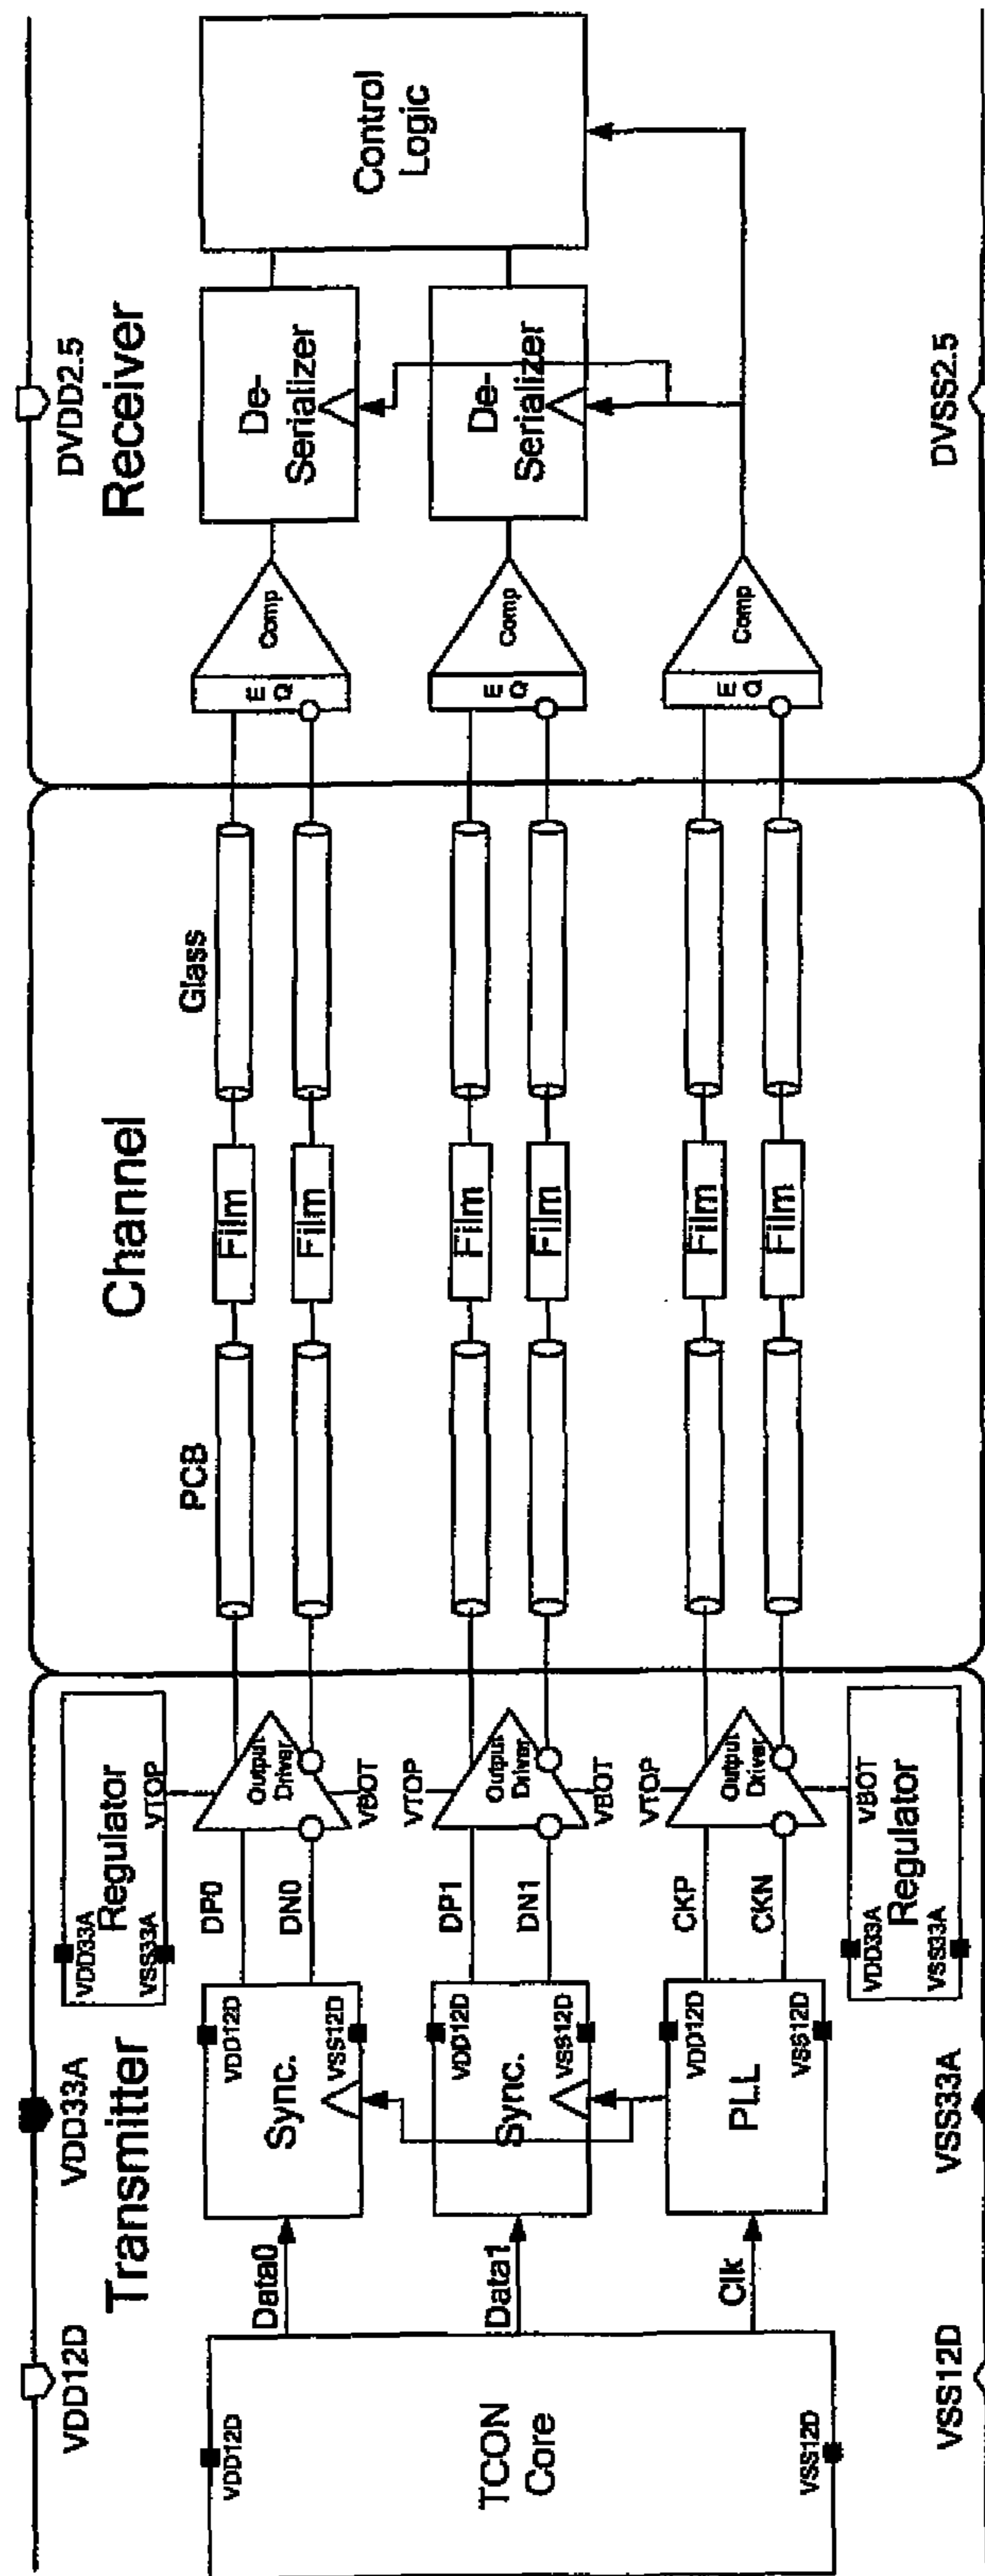 VDD12D
VDD33A
DVDD2.5
Transmitter
Channel
Receiver
VDD33A
Regulator
VSS33A
VTOP
PCB
Glass
VDD12D
TCON
Core
VSS12D
Data0
VDD12D
Sync.
VSS12D
DP0
DN0
Output
Driver
VBOT
Film
Film
E
Q
Comp
De-
Serializer
Control
Logic
Data1
VDD12D
Sync.
VSS12D
DP1
DN1
VTOP
Output
Driver
VBOT
Film
Film
E
Q
Comp
De-
Serializer
Clk
VDD12D
PLL
VSS12D
CKP
CKN
VTOP
Output
Driver
Film
Film
E
Q
Comp
VDD33A
VBOT
Regulator
VSS33A
VSS12D
VSS33A
DVSS2.5